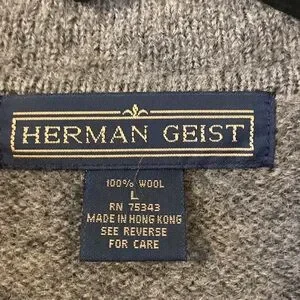 HERMAN GEIST
100% WOOL
L
RN 75343
MADE IN HONG KONG
SEE REVERSE
FOR CARE